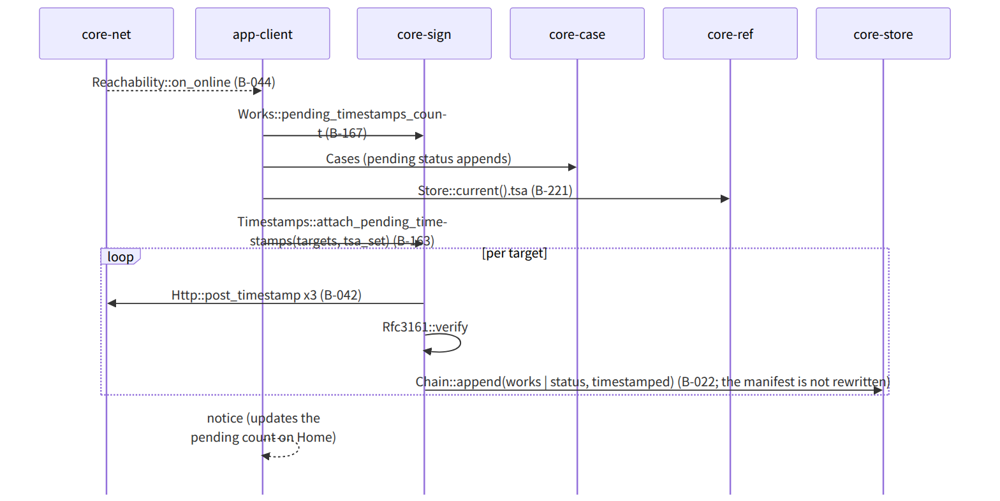 core-net
app-client
core-sign
core-case
core-ref
core-store
Reachability::on_online (B-044)
Works::pending_timestamps_coun-
t (B-167)
Cases (pending status appends)
Store::current().tsa (B-221)
Timestamps::attach_pending_time-
stamps(targets, tsa_set) (B-163)
loop
[per target]
Http::post_timestamp x3 (B-042)
Rfc3161::verify
Chain::append(works | status, timestamped) (B-022; the manifest is not rewritten)
notice (updates the
pending count on Home)